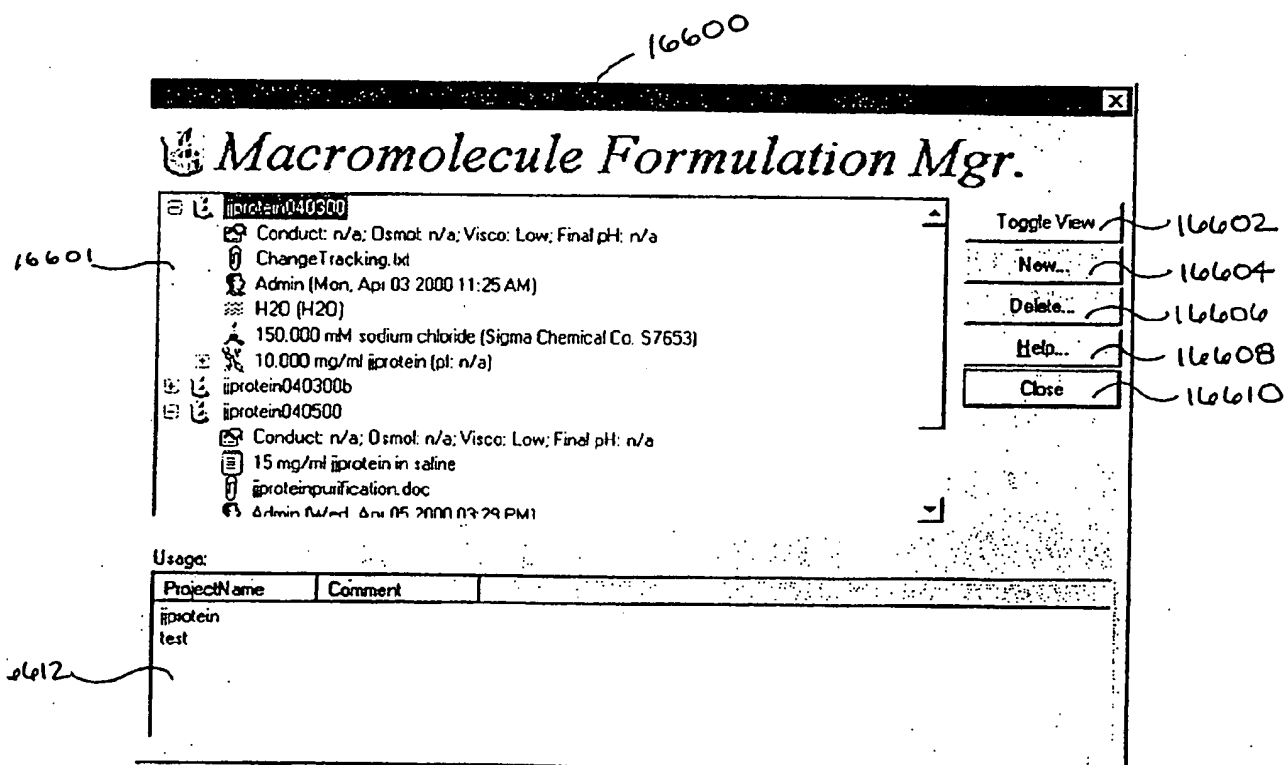 16600
Macromolecule Formulation Mgr.
jjprotein040300
Conduct: n/a; Osmol: n/a; Visco: Low; Final pH: n/a
ChangeTracking.txt
Admin (Mon, Apr 03 2000 11:25 AM)
H2O (H2O)
150.000 mM sodium chloride (Sigma Chemical Co. S7653)
10.000 mg/ml jjprotein (pI: n/a)
jjprotein040300b
jjprotein040500
Conduct: n/a; Osmol: n/a; Visco: Low; Final pH: n/a
15 mg/ml jjprotein in saline
jjproteinpurification.doc
Admin (Wed, Apr 05 2000 03:29 PM)
16601
Toggle View 16602
New... 16604
Delete... 16606
Help... 16608
Close 16610
Usage:
ProjectName Comment
jjprotein
test
6612